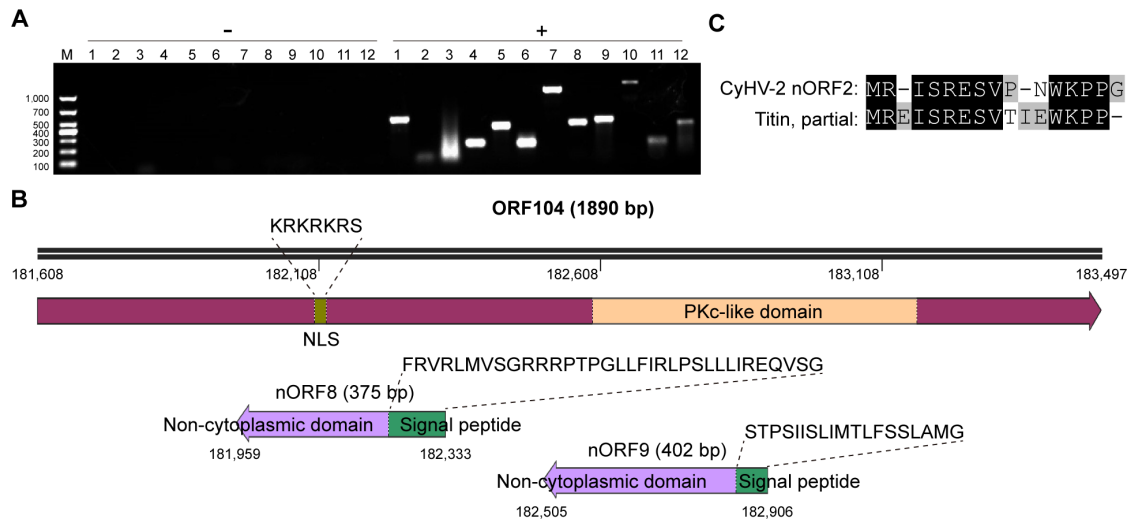 A
- +
M 1 2 3 4 5 6 7 8 9 10 11 12 1 2 3 4 5 6 7 8 9 10 11 12
1,000
700
500
400
300
200
100
C
CyHV-2 nORF2: MR-ISRESVP-NWKPPG
Titin, partial: MREISRESVTIEWKPP-
B
ORF104 (1890 bp)
KRKRKRS
181,608 182,108 182,608 183,108 183,497
PKc-like domain
NLS
FRVRLMVSGRRRPTPGLLFIRLPSLLLIREQVSG
nORF8 (375 bp)
Non-cytoplasmic domain Signal peptide
181,959 182,333
STPSIISLIMTLFSSLAMG
nORF9 (402 bp)
Non-cytoplasmic domain Signal peptide
182,505 182,906